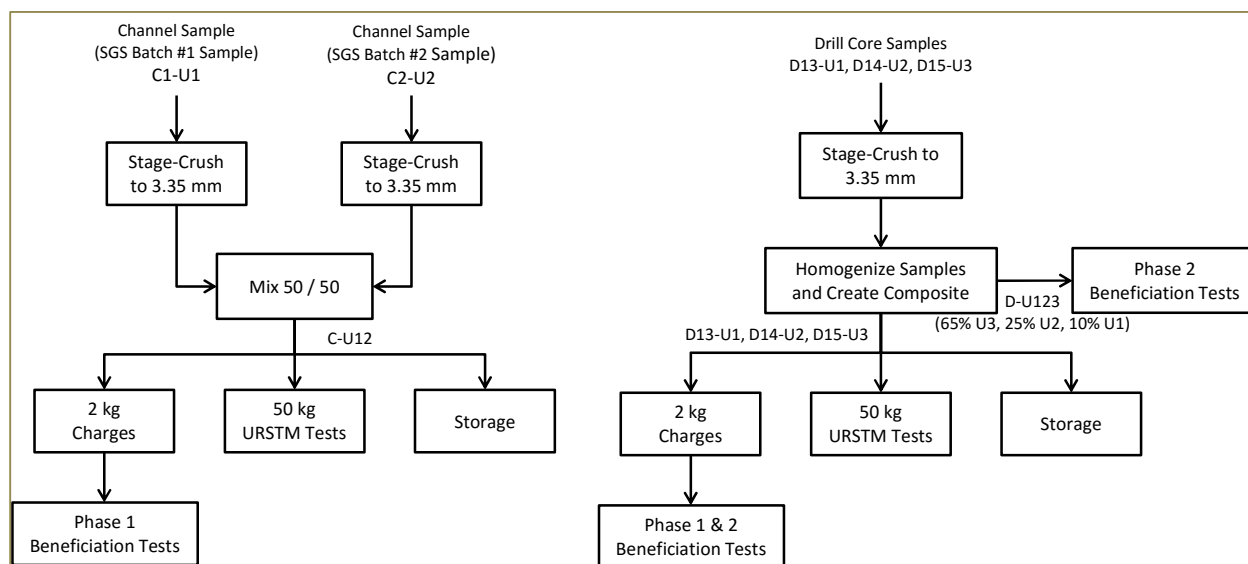 Channel Sample
(SGS Batch #1 Sample)
C1-U1
Channel Sample
(SGS Batch #2 Sample)
C2-U2
Stage-Crush
to 3.35 mm
Stage-Crush
to 3.35 mm
Mix 50 / 50
C-U12
2 kg
Charges
50 kg
URSTM Tests
Storage
Phase 1
Beneficiation Tests
Drill Core Samples
D13-U1, D14-U2, D15-U3
Stage-Crush to
3.35 mm
Homogenize Samples
and Create Composite
D-U123
(65% U3, 25% U2, 10% U1)
Phase 2
Beneficiation Tests
D13-U1, D14-U2, D15-U3
2 kg
Charges
50 kg
URSTM Tests
Storage
Phase 1 & 2
Beneficiation Tests